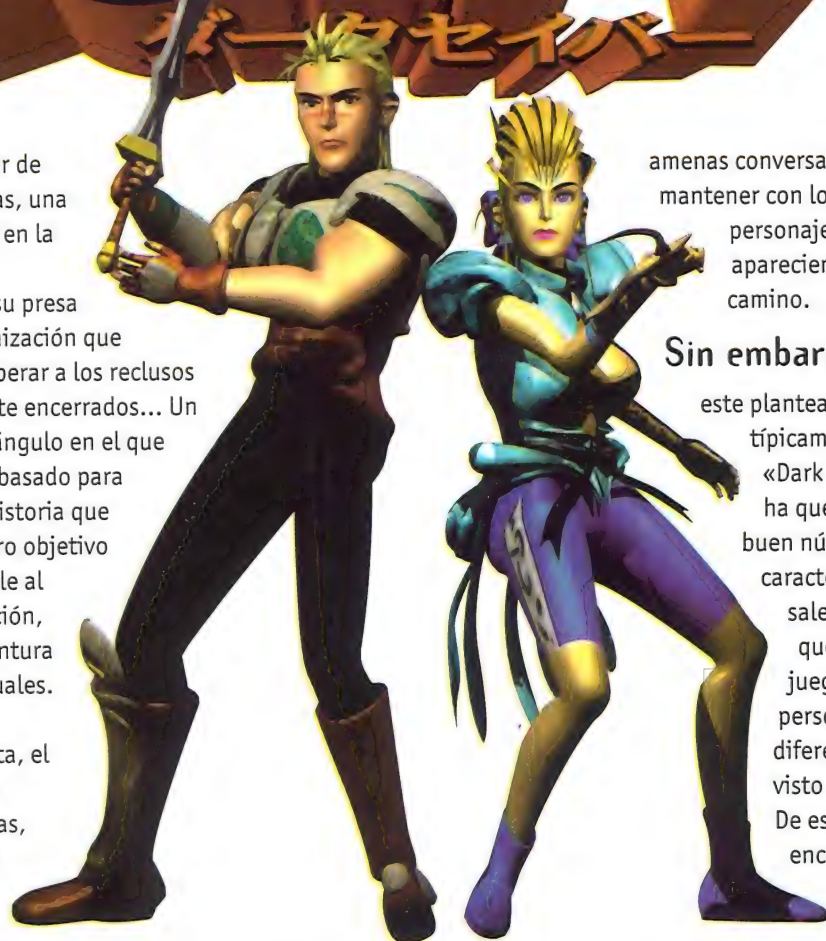 ダークセイバー
r de
as, una
en la
su presa
ización que
perar a los reclusos
te encerrados... Un
ángulo en el que
basado para
istoria que
ro objetivo
le al
ción,
ntura
uales.
ta, el
as,
amenas conversa
mantener con lo
personaje
aparecien
camino.
Sin embar
este plantea
típicam
«Dark
ha que
buen nú
caracte
sale
que
jueg
perso
difere
visto
De es
enc